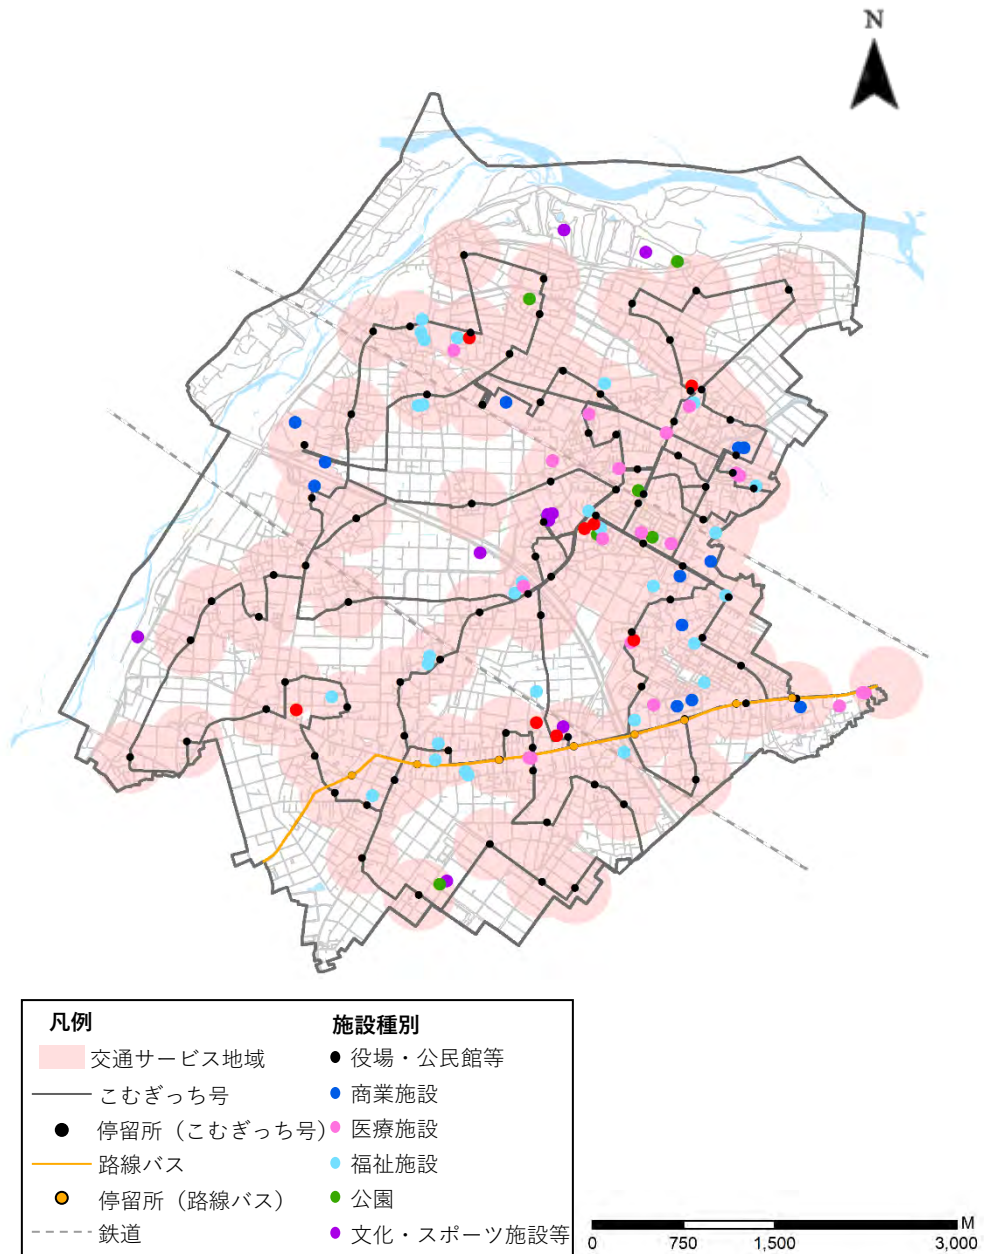 N
凡例
交通サービス地域
こむぎっち号
停留所（こむぎっち号）
路線バス
停留所（路線バス）
鉄道
施設種別
役場・公民館等
商業施設
医療施設
福祉施設
公園
文化・スポーツ施設等
M
0 750 1,500 3,000